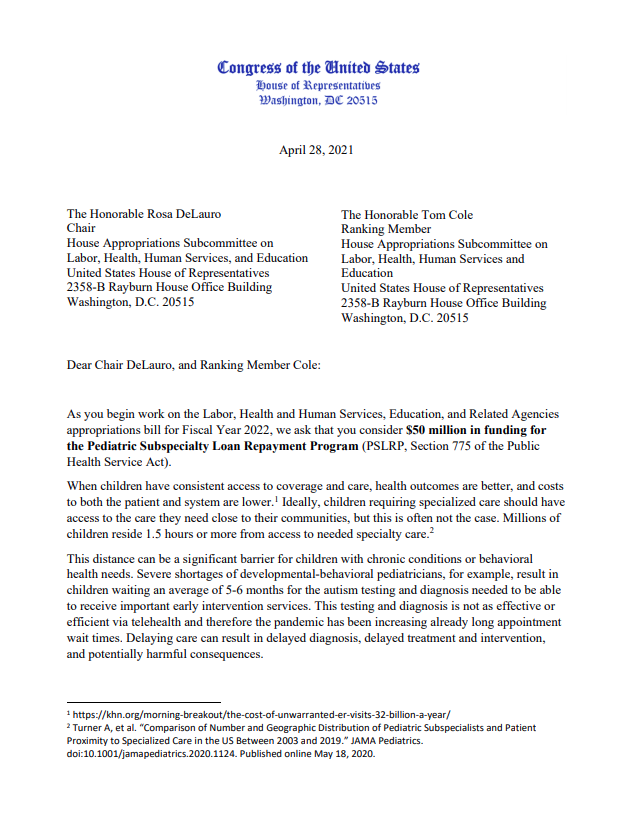 Congress of the United States
House of Representatives
Washington, DC 20515
April 28, 2021
The Honorable Rosa DeLauro
Chair
House Appropriations Subcommittee on
Labor, Health, Human Services, and Education
United States House of Representatives
2358-B Rayburn House Office Building
Washington, D.C. 20515
The Honorable Tom Cole
Ranking Member
House Appropriations Subcommittee on
Labor, Health, Human Services and
Education
United States House of Representatives
2358-B Rayburn House Office Building
Washington, D.C. 20515
Dear Chair DeLauro, and Ranking Member Cole:
As you begin work on the Labor, Health and Human Services, Education, and Related Agencies
appropriations bill for Fiscal Year 2022, we ask that you consider $50 million in funding for
the Pediatric Subspecialty Loan Repayment Program (PSLRP, Section 775 of the Public
Health Service Act).
When children have consistent access to coverage and care, health outcomes are better, and costs
to both the patient and system are lower.1 Ideally, children requiring specialized care should have
access to the care they need close to their communities, but this is often not the case. Millions of
children reside 1.5 hours or more from access to needed specialty care.2
This distance can be a significant barrier for children with chronic conditions or behavioral
health needs. Severe shortages of developmental-behavioral pediatricians, for example, result in
children waiting an average of 5-6 months for the autism testing and diagnosis needed to be able
to receive important early intervention services. This testing and diagnosis is not as effective or
efficient via telehealth and therefore the pandemic has been increasing already long appointment
wait times. Delaying care can result in delayed diagnosis, delayed treatment and intervention,
and potentially harmful consequences.
1 https://khn.org/morning-breakout/the-cost-of-unwarranted-er-visits-32-billion-a-year/
2 Turner A, et al. “Comparison of Number and Geographic Distribution of Pediatric Subspecialists and Patient
Proximity to Specialized Care in the US Between 2003 and 2019.” JAMA Pediatrics.
doi:10.1001/jamapediatrics.2020.1124. Published online May 18, 2020.